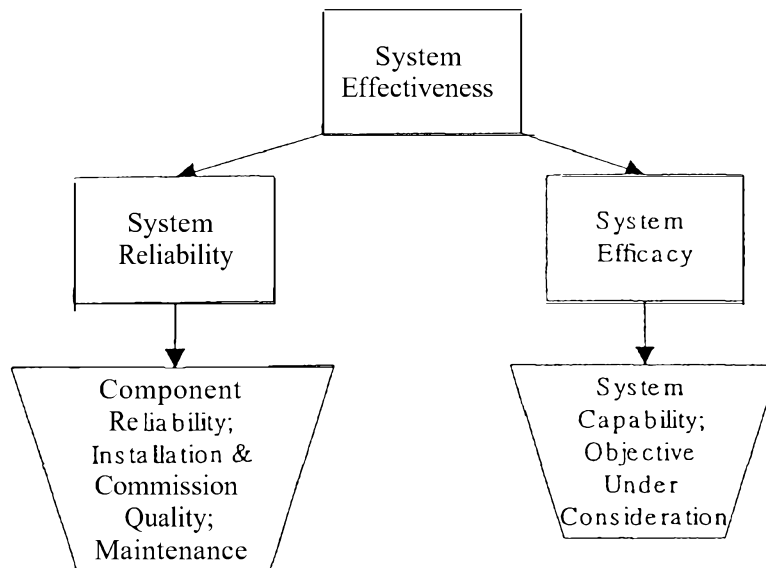 System
Effectiveness
System
Reliability
System
Efficacy
Component
Reliability;
Installation &
Commission
Quality;
Maintenance
System
Capability;
Objective
Under
Consideration